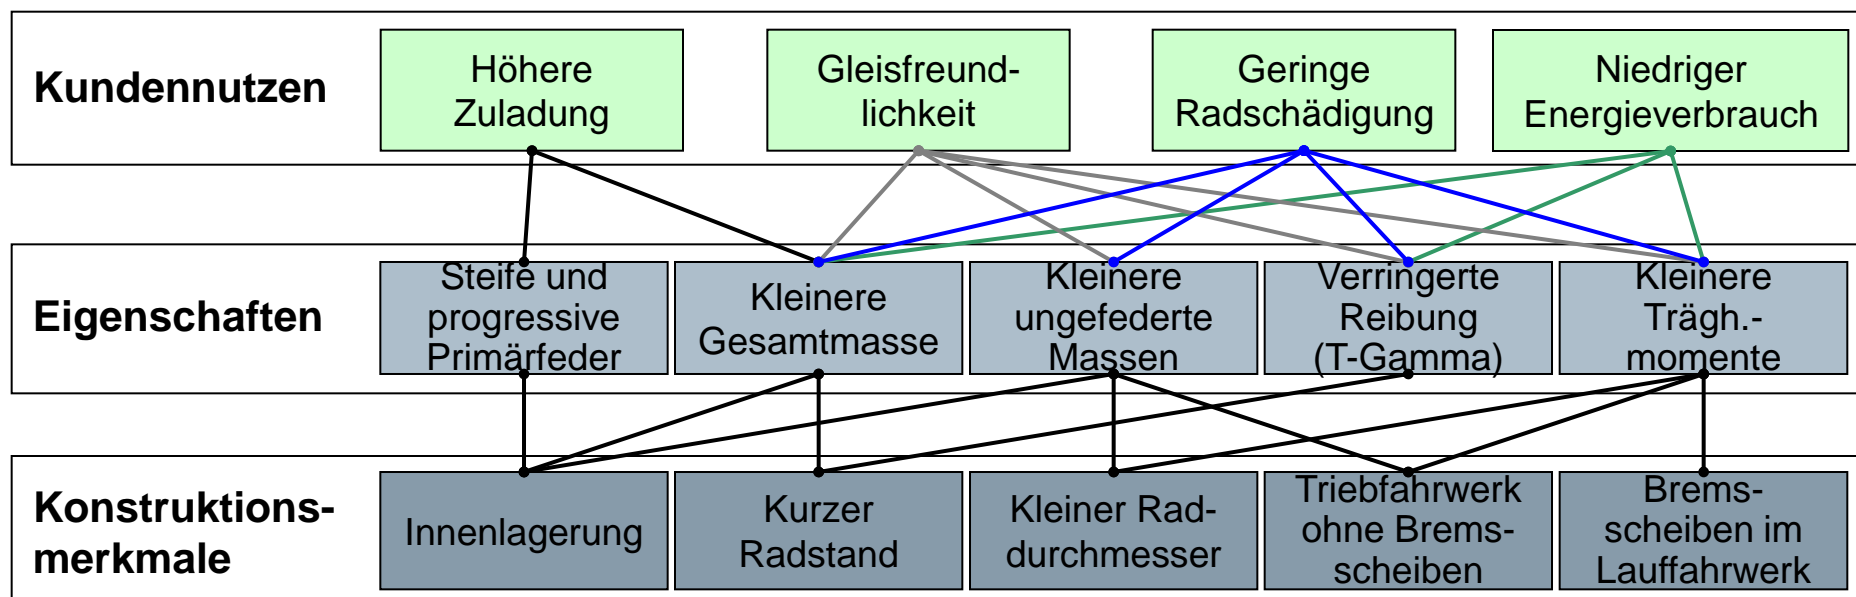 Kundennutzen
Höhere
Zuladung
Gleisfreund-
lichkeit
Geringe
Radschädigung
Niedriger
Energieverbrauch
Eigenschaften
Steife und
progressive
Primärfeder
Kleinere
Gesamtmasse
Kleinere
ungefederte
Massen
Verringerte
Reibung
(T-Gamma)
Kleinere
Trägh.-
momente
Konstruktions-
merkmale
Innenlagerung
Kurzer
Radstand
Kleiner Rad-
durchmesser
Triebfahrwerk
ohne Brems-
scheiben
Brems-
scheiben im
Lauffahrwerk